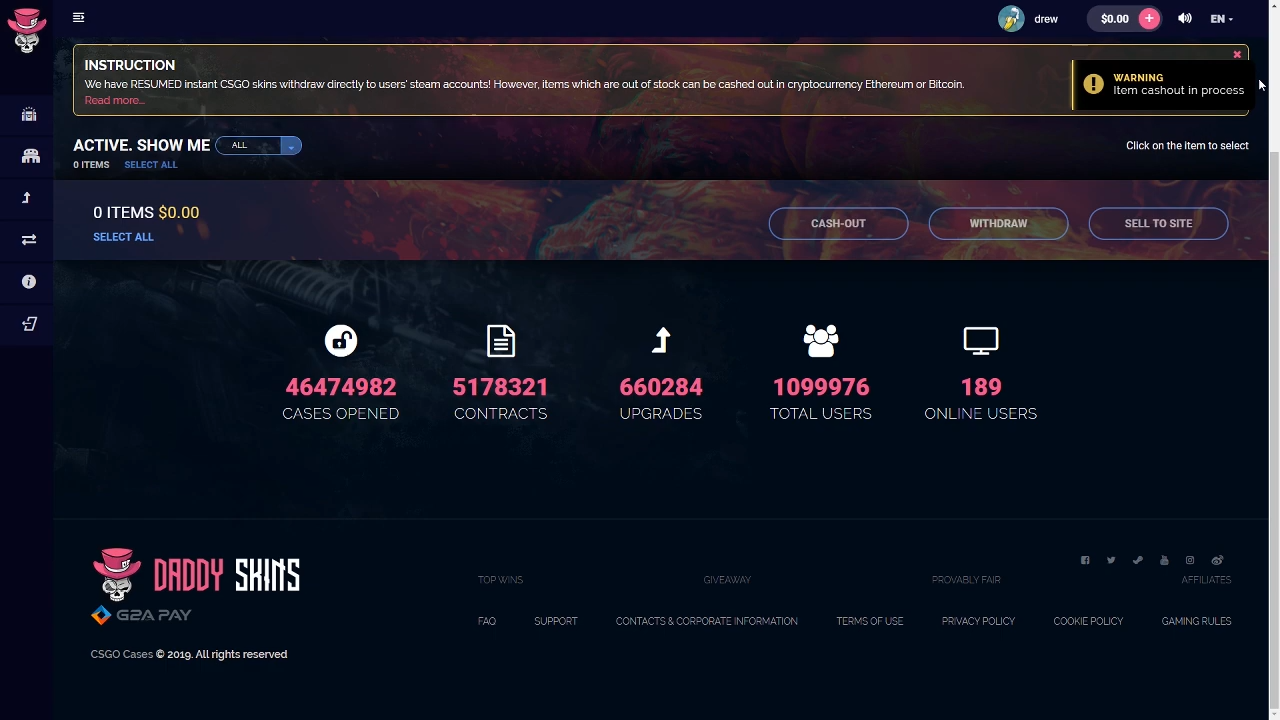 drew
$0.00
EN
INSTRUCTION
We have RESUMED instant CSGO skins withdraw directly to users' steam accounts! However, items which are out of stock can be cashed out in cryptocurrency Ethereum or Bitcoin.
Read more...
WARNING
Item cashout in process
ACTIVE. SHOW ME
ALL
Click on the item to select
0 ITEMS
SELECT ALL
0 ITEMS $0.00
SELECT ALL
CASH-OUT
WITHDRAW
SELL TO SITE
46474982
CASES OPENED
5178321
CONTRACTS
660284
UPGRADES
1099976
TOTAL USERS
189
ONLINE USERS
DADDY SKINS
G2A PAY
CSGO Cases © 2019. All rights reserved
TOP WINS
GIVEAWAY
PROVABLY FAIR
AFFILIATES
FAQ
SUPPORT
CONTACTS & CORPORATE INFORMATION
TERMS OF USE
PRIVACY POLICY
COOKIE POLICY
GAMING RULES